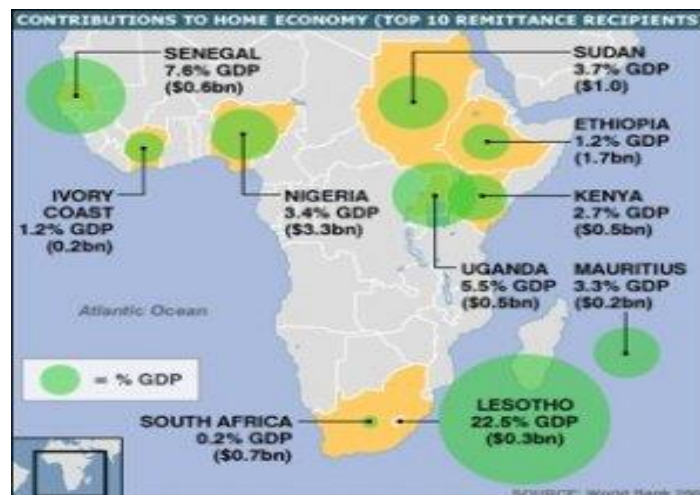 CONTRIBUTIONS TO HOME ECONOMY (TOP 10 REMITTANCE RECIPIENTS
SENEGAL
7.6% GDP
($0.6bn)
SUDAN
3.7% GDP
($1.0)
ETHIOPIA
1.2% GDP
(1.7bn)
IVORY
COAST
1.2% GDP
(0.2bn)
NIGERIA
3.4% GDP
($3.3bn)
KENYA
2.7% GDP
($0.5bn)
UGANDA
5.5% GDP
($0.5bn)
MAURITIUS
3.3% GDP
($0.2bn)
Atlantic Ocean
= % GDP
SOUTH AFRICA
0.2% GDP
($0.7bn)
LESOTHO
22.5% GDP
($0.3bn)
SOURCE: World Bank